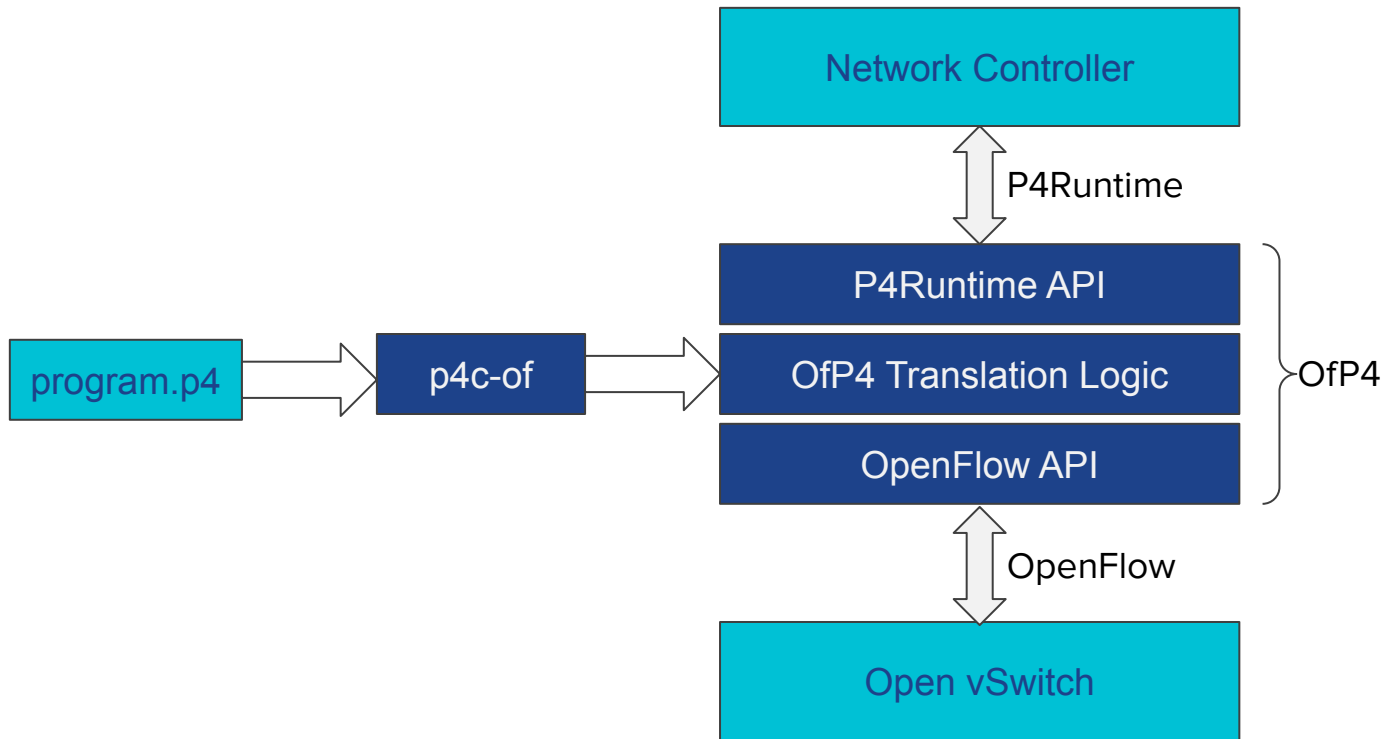 Network Controller
P4Runtime
P4Runtime API
program.p4
p4c-of
OfP4 Translation Logic
OfP4
OpenFlow API
OpenFlow
Open vSwitch